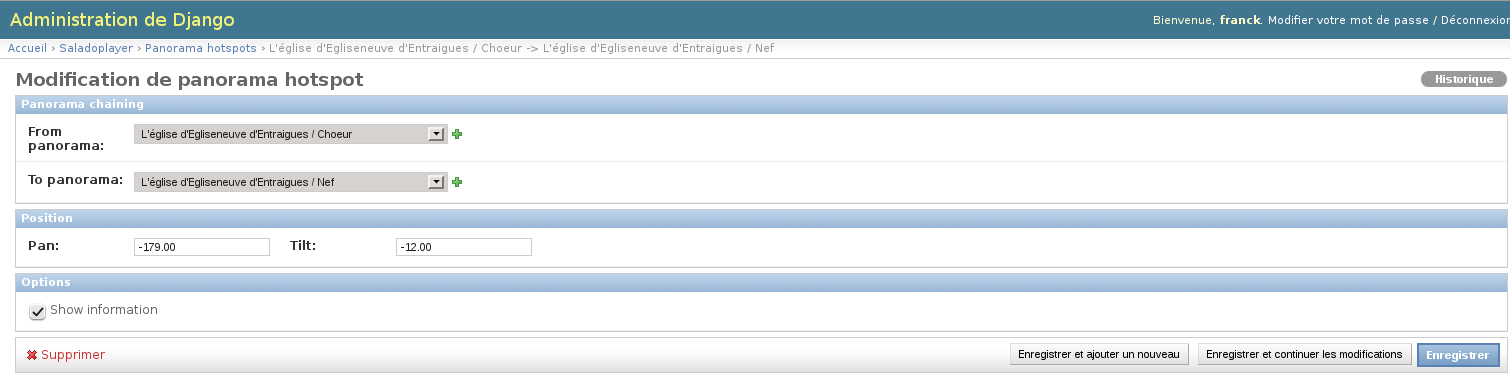 Administration de Django
Bienvenue, franck. Modifier votre mot de passe / Déconnexion
Accueil › Saladoplayer › Panorama hotspots › L'église d'Egliseneuve d'Entraigues / Choeur -> L'église d'Egliseneuve d'Entraigues / Nef
Modification de panorama hotspot
Historique
Panorama chaining
From
panorama:
L'église d'Egliseneuve d'Entraigues / Choeur
To panorama:
L'église d'Egliseneuve d'Entraigues / Nef
Position
Pan:
-179.00
Tilt:
-12.00
Options
Show information
Supprimer
Enregistrer et ajouter un nouveau
Enregistrer et continuer les modifications
Enregistrer